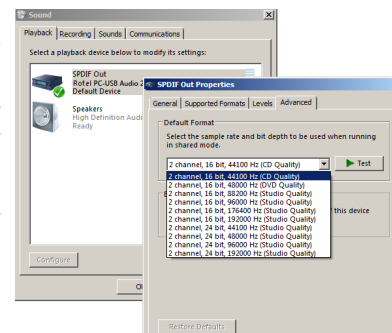 Sound
Playback Recording Sounds Communications
Select a playback device below to modify its settings:
SPDIF Out
Rotel PC-USB Audio 2
Default Device
Speakers
High Definition Audi
Ready
Configure
SPDIF Out Properties
General Supported Formats Levels Advanced
Default Format
Select the sample rate and bit depth to be used when running
in shared mode.
2 channel, 16 bit, 44100 Hz (CD Quality)
Test
2 channel, 16 bit, 44100 Hz (CD Quality)
2 channel, 16 bit, 48000 Hz (DVD Quality)
2 channel, 16 bit, 88200 Hz (Studio Quality)
2 channel, 16 bit, 96000 Hz (Studio Quality)
2 channel, 16 bit, 176400 Hz (Studio Quality)
2 channel, 16 bit, 192000 Hz (Studio Quality)
2 channel, 24 bit, 44100 Hz (Studio Quality)
2 channel, 24 bit, 48000 Hz (Studio Quality)
2 channel, 24 bit, 96000 Hz (Studio Quality)
2 channel, 24 bit, 192000 Hz (Studio Quality)
this device
Restore Defaults